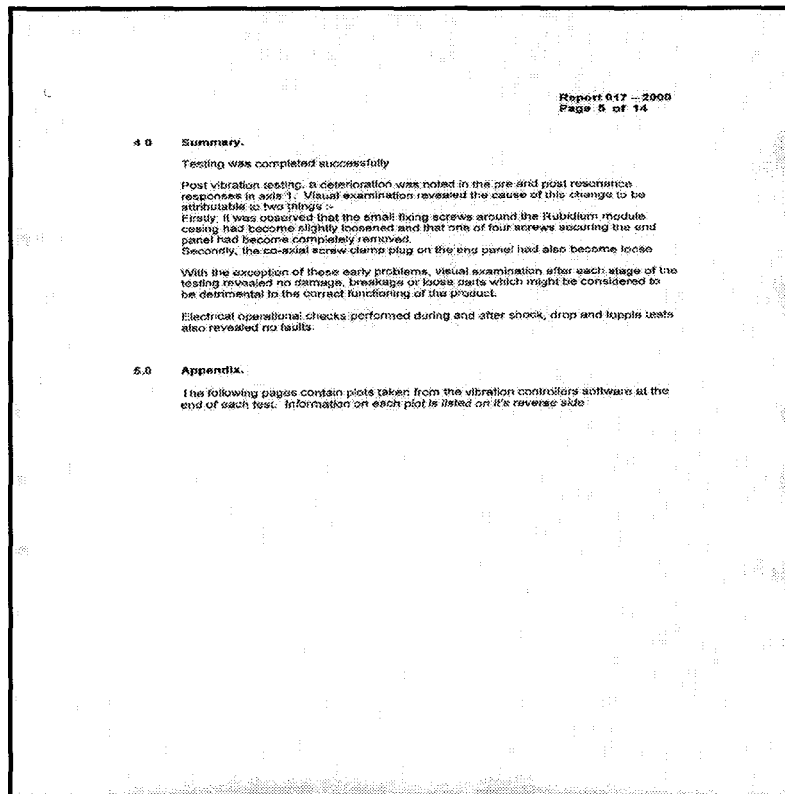 Report 017 – 2000
Page 5 of 14
4.0 Summary.
Testing was completed successfully
Post vibration testing, a deterioration was noted in the pre and post resonance
responses in axis 1. Visual examination revealed the cause of this change to be
attributable to two things :-
Firstly, it was observed that the small fixing screws around the Rubidium module
casing had become slightly loosened and that one of four screws securing the end
panel had become completely removed.
Secondly, the co-axial screw clamp plug on the end panel had also become loose
With the exception of these early problems, visual examination after each stage of the
testing revealed no damage, breakage or loose parts which might be considered to
be detrimental to the correct functioning of the product.
Electrical operational checks performed during and after shock, drop and topple tests
also revealed no faults.
5.0 Appendix.
The following pages contain plots taken from the vibration controllers software at the
end of each test. Information on each plot is listed on it's reverse side